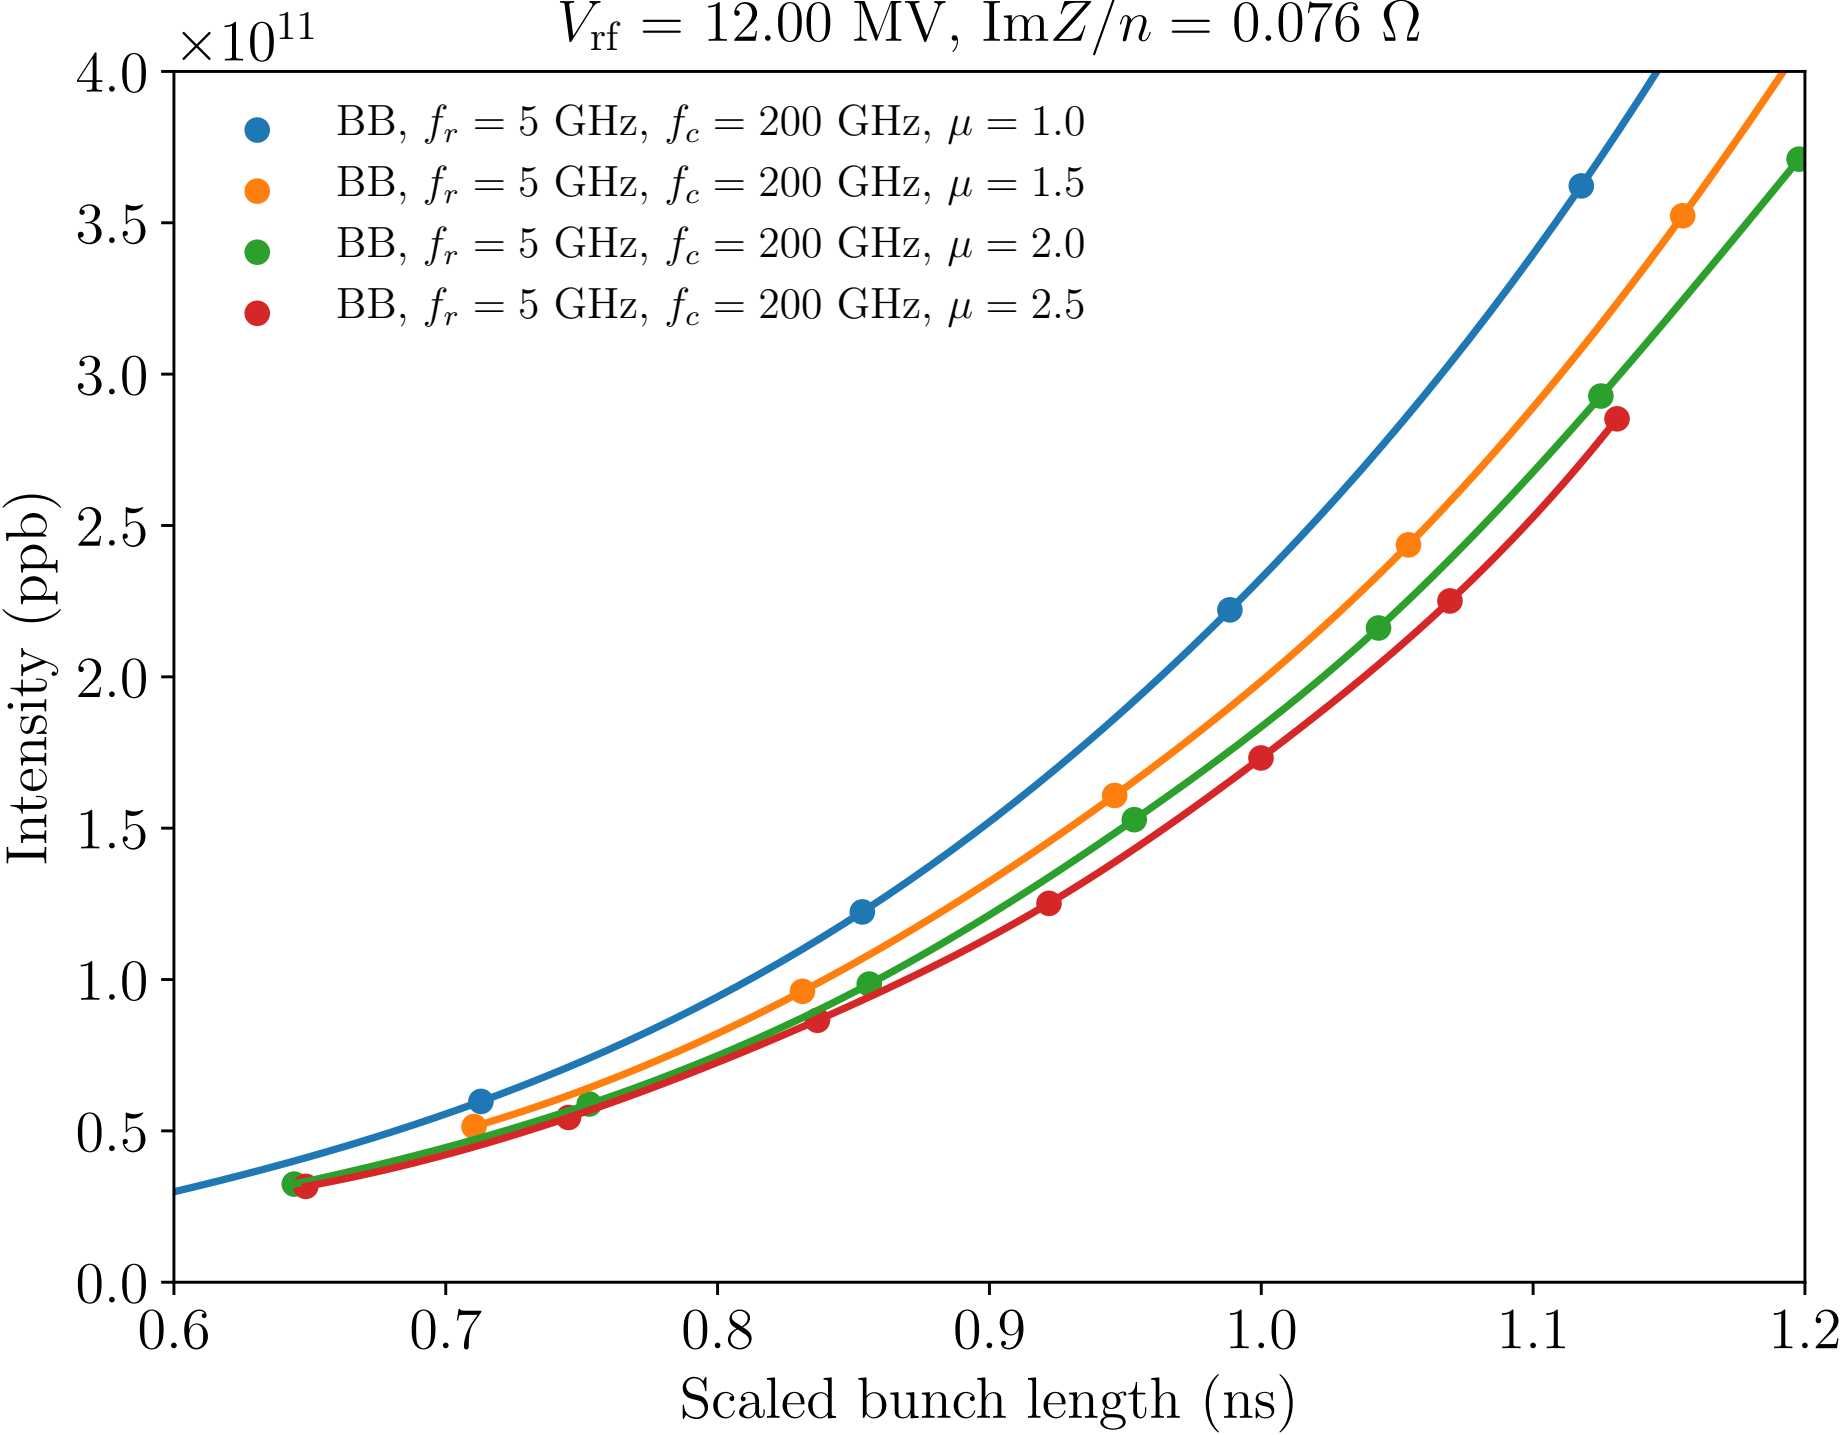 V_rf = 12.00 MV, ImZ/n = 0.076 Ω
×10^11
4.0
3.5
3.0
2.5
2.0
1.5
1.0
0.5
0.0
BB, f_r = 5 GHz, f_c = 200 GHz, μ = 1.0
BB, f_r = 5 GHz, f_c = 200 GHz, μ = 1.5
BB, f_r = 5 GHz, f_c = 200 GHz, μ = 2.0
BB, f_r = 5 GHz, f_c = 200 GHz, μ = 2.5
Intensity (ppb)
0.6 0.7 0.8 0.9 1.0 1.1 1.2
Scaled bunch length (ns)